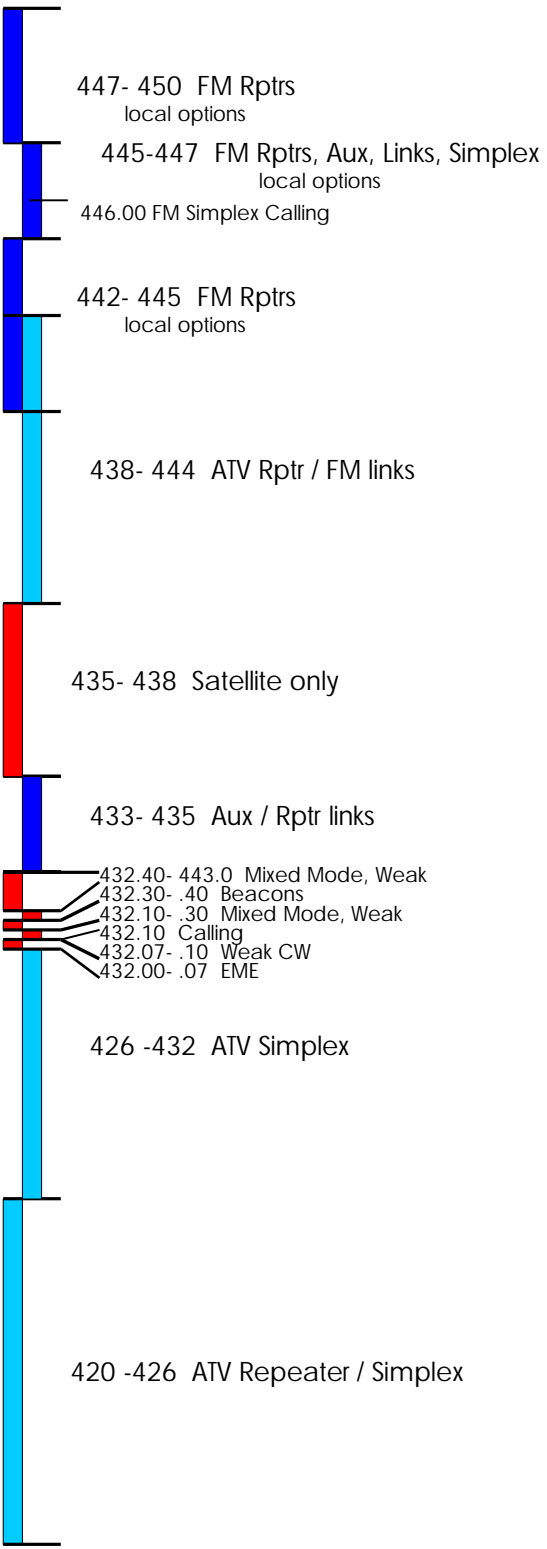 447- 450 FM Rptrs
local options
445-447 FM Rptrs, Aux, Links, Simplex
local options
446.00 FM Simplex Calling
442- 445 FM Rptrs
local options
438- 444 ATV Rptr / FM links
435- 438 Satellite only
433- 435 Aux / Rptr links
432.40- 443.0 Mixed Mode, Weak
432.30- .40 Beacons
432.10- .30 Mixed Mode, Weak
432.10 Calling
432.07- .10 Weak CW
432.00- .07 EME
426 -432 ATV Simplex
420 -426 ATV Repeater / Simplex